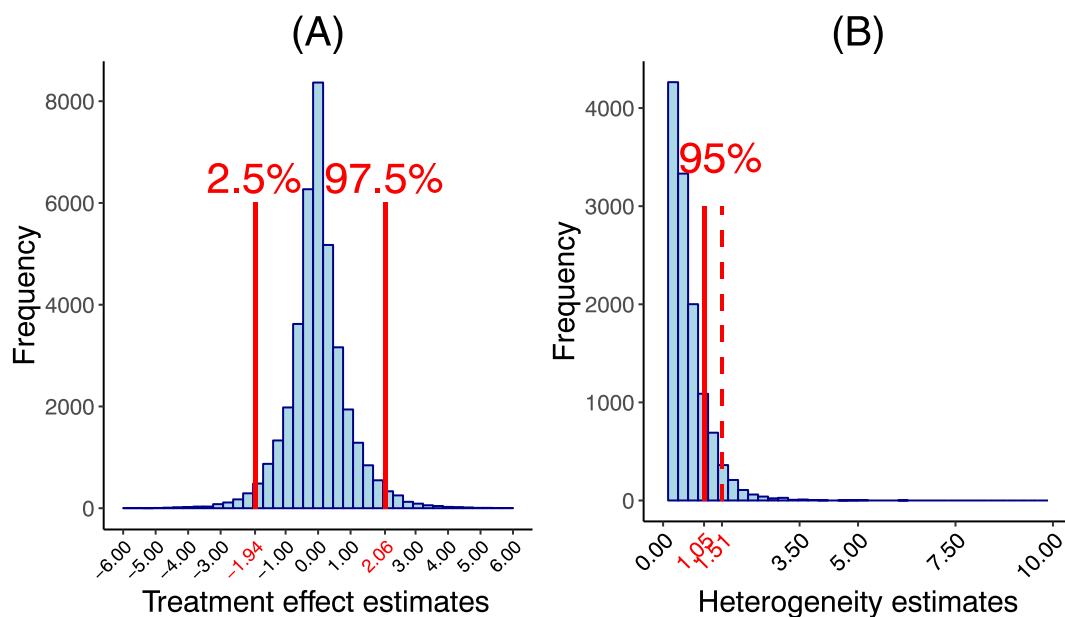 (A)
Frequency
8000
6000
4000
2000
0
2.5% 97.5%
−6.00 −5.00 −4.00 −3.00 −1.94 −1.00 0.00 1.00 2.06 3.00 4.00 5.00 6.00
Treatment effect estimates
(B)
Frequency
4000
3000
2000
1000
0
95%
0.00 1.05 1.51 3.50 5.00 7.50 10.00
Heterogeneity estimates